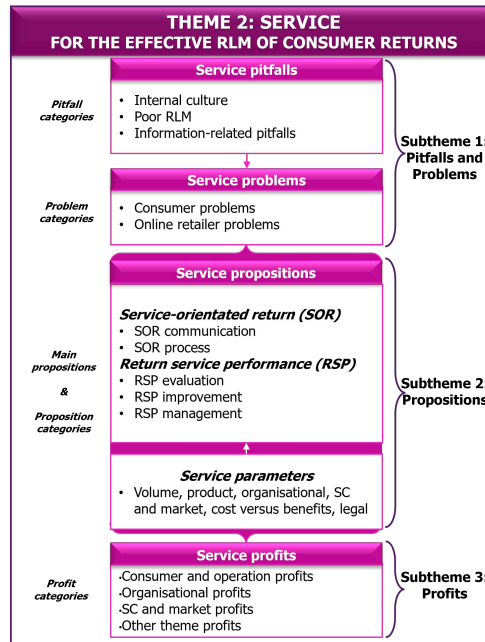 THEME 2: SERVICE
FOR THE EFFECTIVE RLM OF CONSUMER RETURNS
Service pitfalls
Pitfall
categories
• Internal culture
• Poor RLM
• Information-related pitfalls
Subtheme 1:
Pitfalls and
Problems
Service problems
Problem
categories
• Consumer problems
• Online retailer problems
Service propositions
Service-orientated return (SOR)
• SOR communication
• SOR process
Return service performance (RSP)
• RSP evaluation
• RSP improvement
• RSP management
Main
propositions
&
Proposition
categories
Subtheme 2:
Propositions
Service parameters
• Volume, product, organisational, SC
and market, cost versus benefits, legal
Service profits
Profit
categories
•Consumer and operation profits
•Organisational profits
•SC and market profits
•Other theme profits
Subtheme 3:
Profits